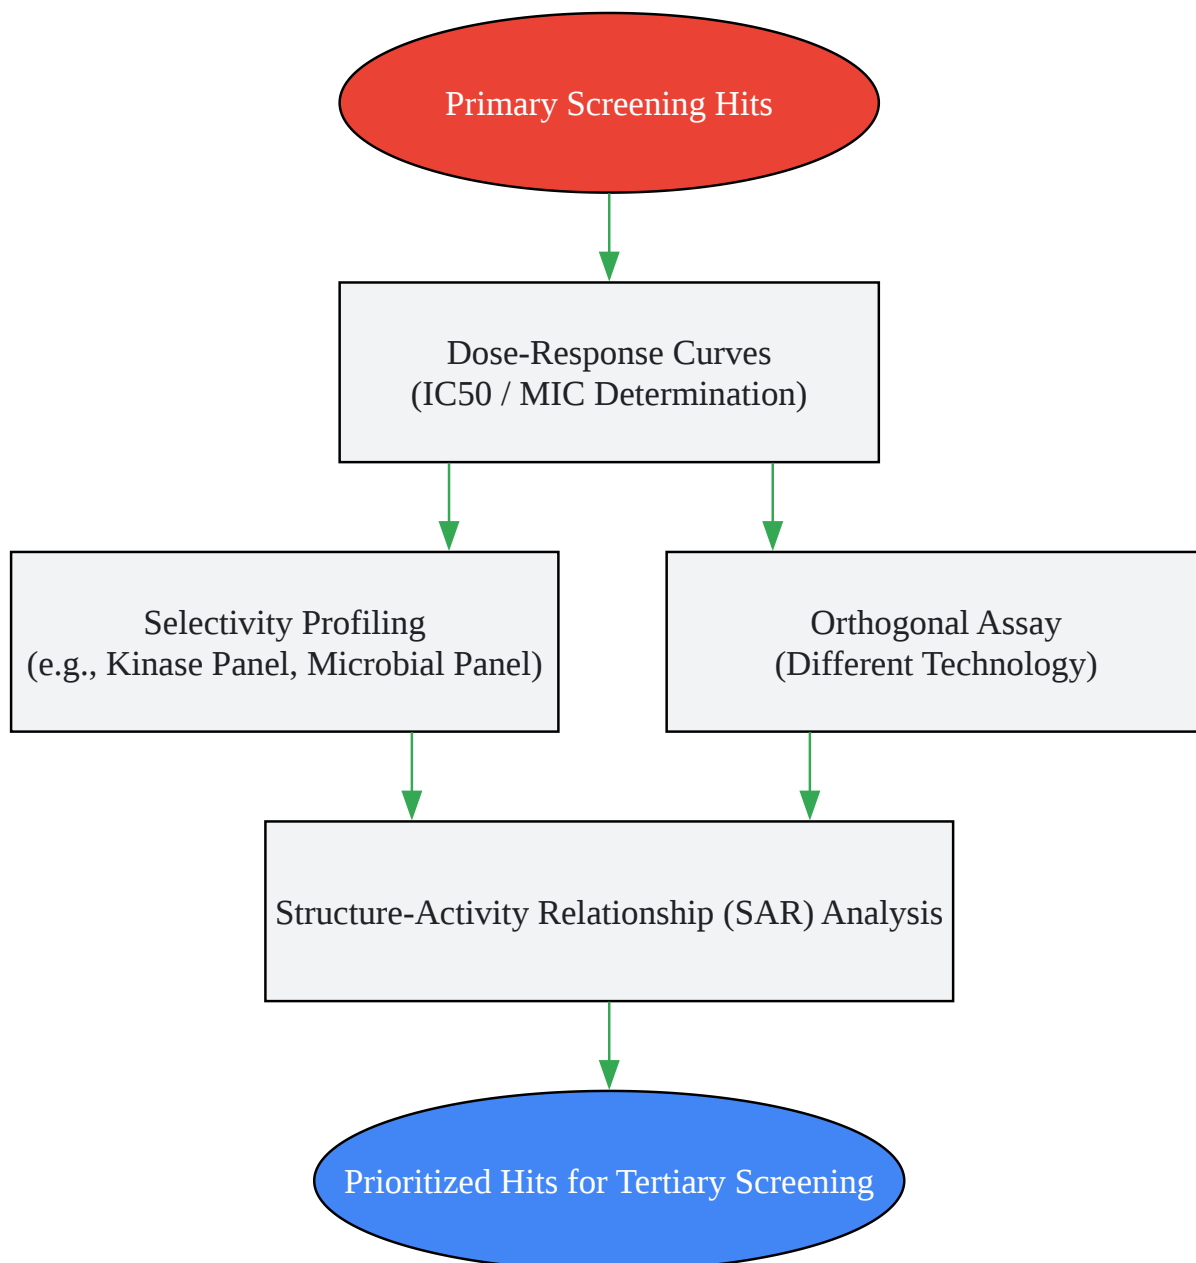 Primary Screening Hits
Dose-Response Curves
(IC50 / MIC Determination)
Selectivity Profiling
(e.g., Kinase Panel, Microbial Panel)
Orthogonal Assay
(Different Technology)
Structure-Activity Relationship (SAR) Analysis
Prioritized Hits for Tertiary Screening